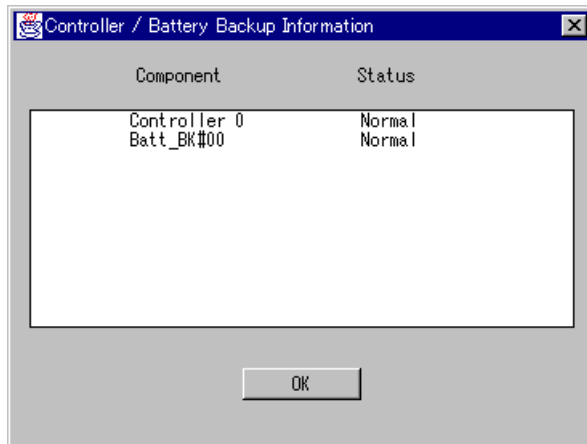 Controller / Battery Backup Information
Component Status
Controller 0 Normal
Batt_BK#00 Normal
OK